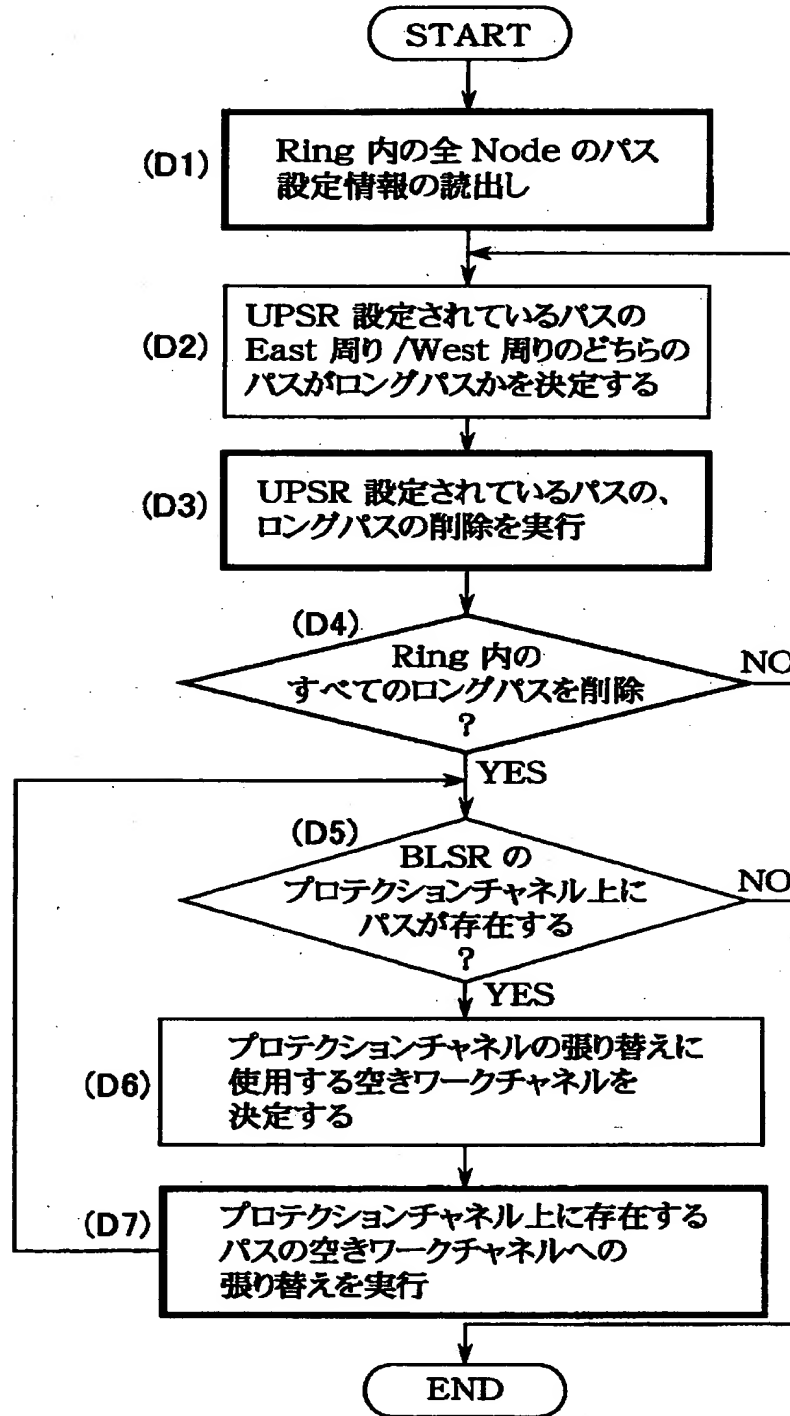 START
(D1)
Ring 内の全 Node のパス
設定情報の読出し
(D2)
UPSR 設定されているパスの
East 周り /West 周りのどちらの
パスがロングパスかを決定する
(D3)
UPSR 設定されているパスの、
ロングパスの削除を実行
(D4)
Ring 内の
すべてのロングパスを削除
?
NO
YES
(D5)
BLSR の
プロテクションチャネル上に
パスが存在する
?
NO
YES
(D6)
プロテクションチャネルの張り替えに
使用する空きワークチャネルを
決定する
(D7)
プロテクションチャネル上に存在する
パスの空きワークチャネルへの
張り替えを実行
END